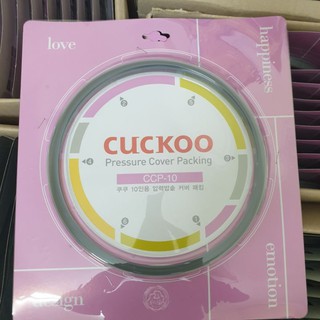 love
happiness
CUCKOO
Pressure Cover Packing
CCP-10
쿠쿠 10인용 압력밥솥 커버 패킹
emotion
design